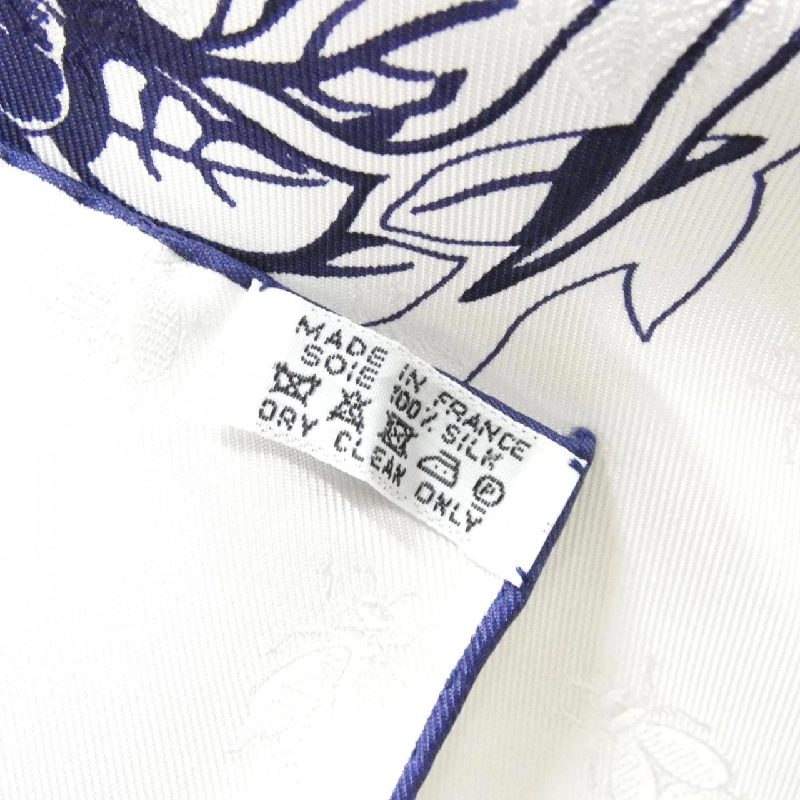 MADE IN FRANCE
SOIE 100% SILK
P
DRY CLEAN ONLY